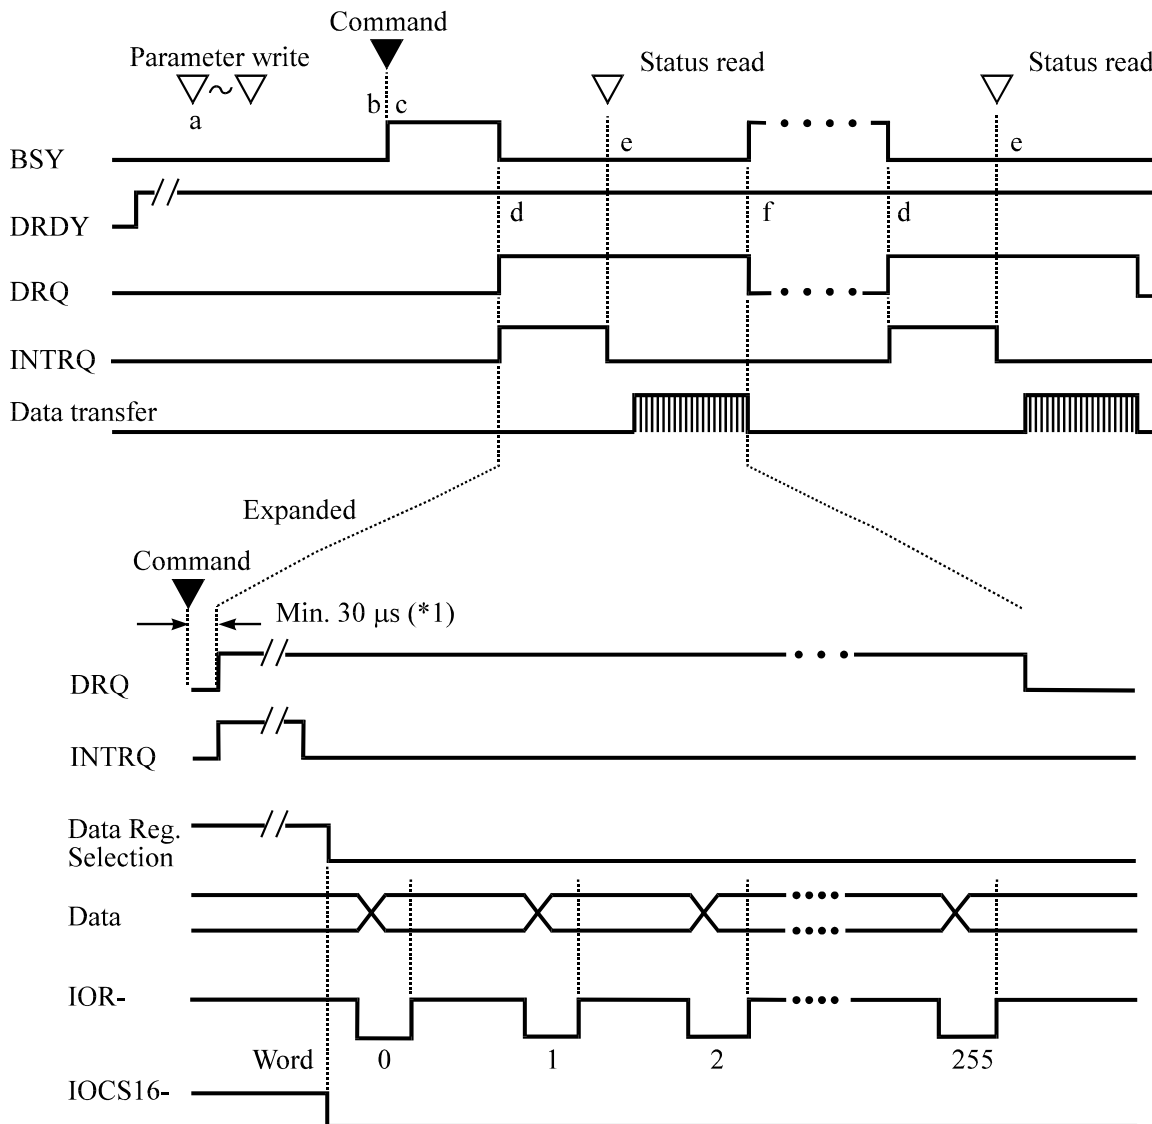 Command
Parameter write
Status read
Status read
a
b c
BSY
e
e
DRDY
d
f
d
DRQ
INTRQ
Data transfer
Expanded
Command
Min. 30 μs (*1)
DRQ
INTRQ
Data Reg.
Selection
Data
IOR-
Word 0 1 2 255
IOCS16-